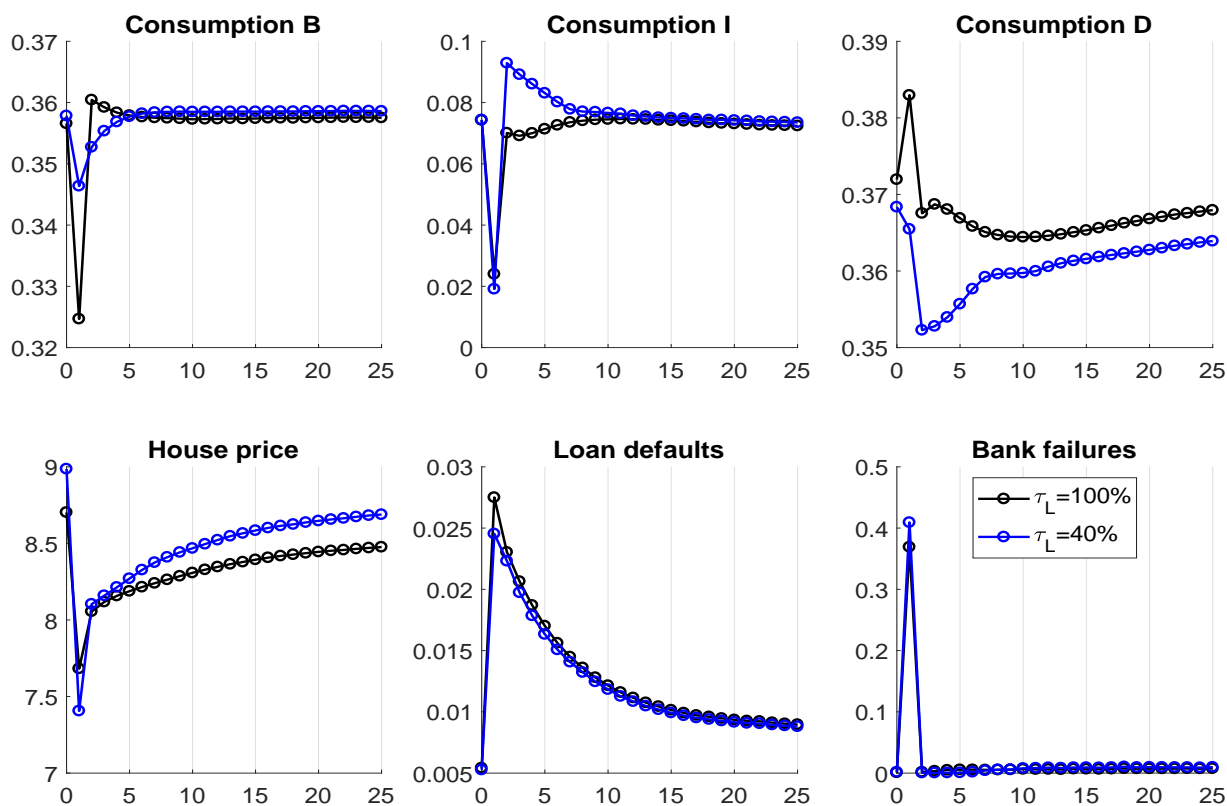 Consumption B
0.37
0.36
0.35
0.34
0.33
0.32
0 5 10 15 20 25
Consumption I
0.1
0.08
0.06
0.04
0.02
0
0 5 10 15 20 25
Consumption D
0.39
0.38
0.37
0.36
0.35
0 5 10 15 20 25
House price
9
8.5
8
7.5
7
0 5 10 15 20 25
Loan defaults
0.03
0.025
0.02
0.015
0.01
0.005
0 5 10 15 20 25
Bank failures
0.5
0.4
0.3
0.2
0.1
0
0 5 10 15 20 25
τ_L=100%
τ_L=40%